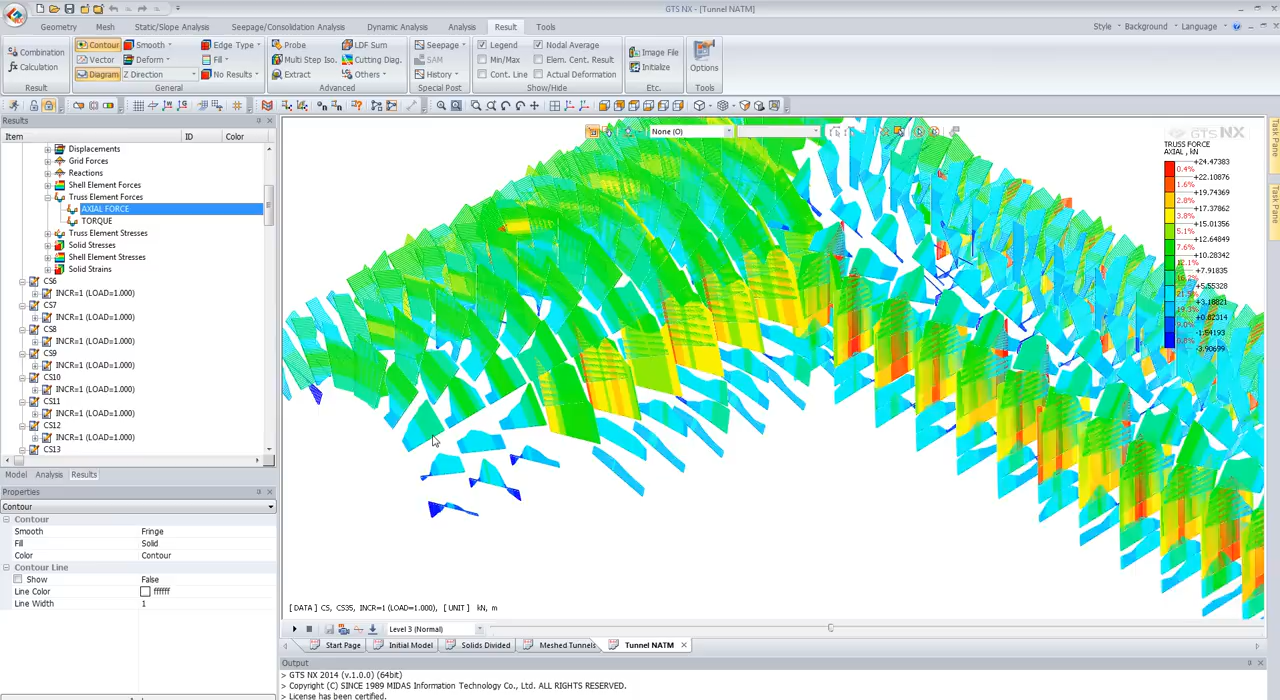 GTS NX - [Tunnel NATM]
Geometry Mesh Static/Slope Analysis Seepage/Consolidation Analysis Dynamic Analysis Analysis Result Tools
Style Background Language
Combination Contour Smooth Edge Type Probe LDF Sum Seepage Legend Nodal Average Image File
Calculation Vector Deform Fill Multi Step Iso. Cutting Diag. SAM Min/Max Elem. Cent. Result Initialize Options
Diagram Z Direction No Results Extract Others History Cont. Line Actual Deformation
Result General Advanced Special Post Show/Hide Etc. Tools
Results
Item ID Color
Displacements
Grid Forces
Reactions
Shell Element Forces
Truss Element Forces
AXIAL FORCE
TORQUE
Truss Element Stresses
Solid Stresses
Shell Element Stresses
Solid Strains
CS6
INCR=1 (LOAD=1.000)
CS7
INCR=1 (LOAD=1.000)
CS8
INCR=1 (LOAD=1.000)
CS9
INCR=1 (LOAD=1.000)
CS10
INCR=1 (LOAD=1.000)
CS11
INCR=1 (LOAD=1.000)
CS12
INCR=1 (LOAD=1.000)
CS13
Model Analysis Results
Properties
Contour
Contour
Smooth Fringe
Fill Solid
Color Contour
Contour Line
Show False
Line Color ffffff
Line Width 1
None (O)
GTS NX
TRUSS FORCE
AXIAL , kN
+24.47383
0.4%
+22.10876
1.6%
+19.74369
2.8%
+17.37862
3.8%
+15.01356
5.1%
+12.64849
7.6%
+10.28342
12.1%
+7.91835
+5.55328
+3.18821
+0.82314
-1.54193
-3.90699
Task Pane
Task Pane
[ DATA ] CS, CS35, INCR=1 (LOAD=1.000), [ UNIT ] kN, m
Level 3 (Normal)
Start Page Initial Model Solids Divided Meshed Tunnels Tunnel NATM
Output
> GTS NX 2014 (v.1.0.0) (64bit)
> Copyright (C) SINCE 1989 MIDAS Information Technology Co., Ltd. ALL RIGHTS RESERVED.
> License has been certified.